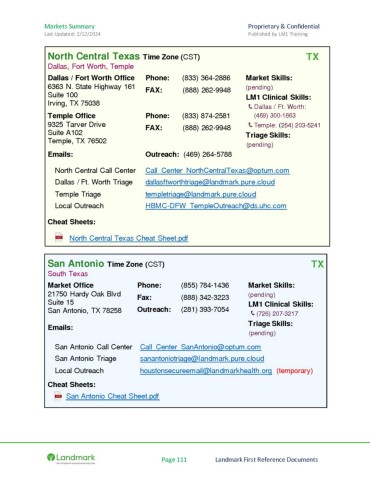 Markets Summary
Proprietary & Confidential
Last Updated: 2/12/2024
Published by LM1 Training
North Central Texas Time Zone (CST)
TX
Dallas, Fort Worth, Temple
Dallas / Fort Worth Office
6363 N. State Highway 161
Suite 100
Irving, TX 75038
Phone: (833) 364-2886
FAX: (888) 262-9948
Temple Office
9325 Tarver Drive
Suite A102
Temple, TX 76502
Phone: (833) 874-2581
FAX: (888) 262-9948
Market Skills:
(pending)
LM1 Clinical Skills:
Dallas / Ft. Worth:
(469) 300-1863
Temple: (254) 203-5241
Triage Skills:
(pending)
Emails:
Outreach: (469) 264-5788
North Central Call Center Call_Center_NorthCentralTexas@optum.com
Dallas / Ft. Worth Triage dallasftworthtriage@landmark.pure.cloud
Temple Triage templetriage@landmark.pure.cloud
Local Outreach HBMC-DFW_TempleOutreach@ds.uhc.com
Cheat Sheets:
North Central Texas Cheat Sheet.pdf
San Antonio Time Zone (CST)
TX
South Texas
Market Office
21750 Hardy Oak Blvd
Suite 15
San Antonio, TX 78258
Phone: (855) 784-1436
Fax: (888) 342-3223
Outreach: (281) 393-7054
Market Skills:
(pending)
LM1 Clinical Skills:
(726) 207-3217
Triage Skills:
(pending)
Emails:
San Antonio Call Center Call_Center_SanAntonio@optum.com
San Antonio Triage sanantoniotriage@landmark.pure.cloud
Local Outreach houstonsecureemail@landmarkhealth.org (temporary)
Cheat Sheets:
San Antonio Cheat Sheet.pdf
Landmark
Page 111
Landmark First Reference Documents